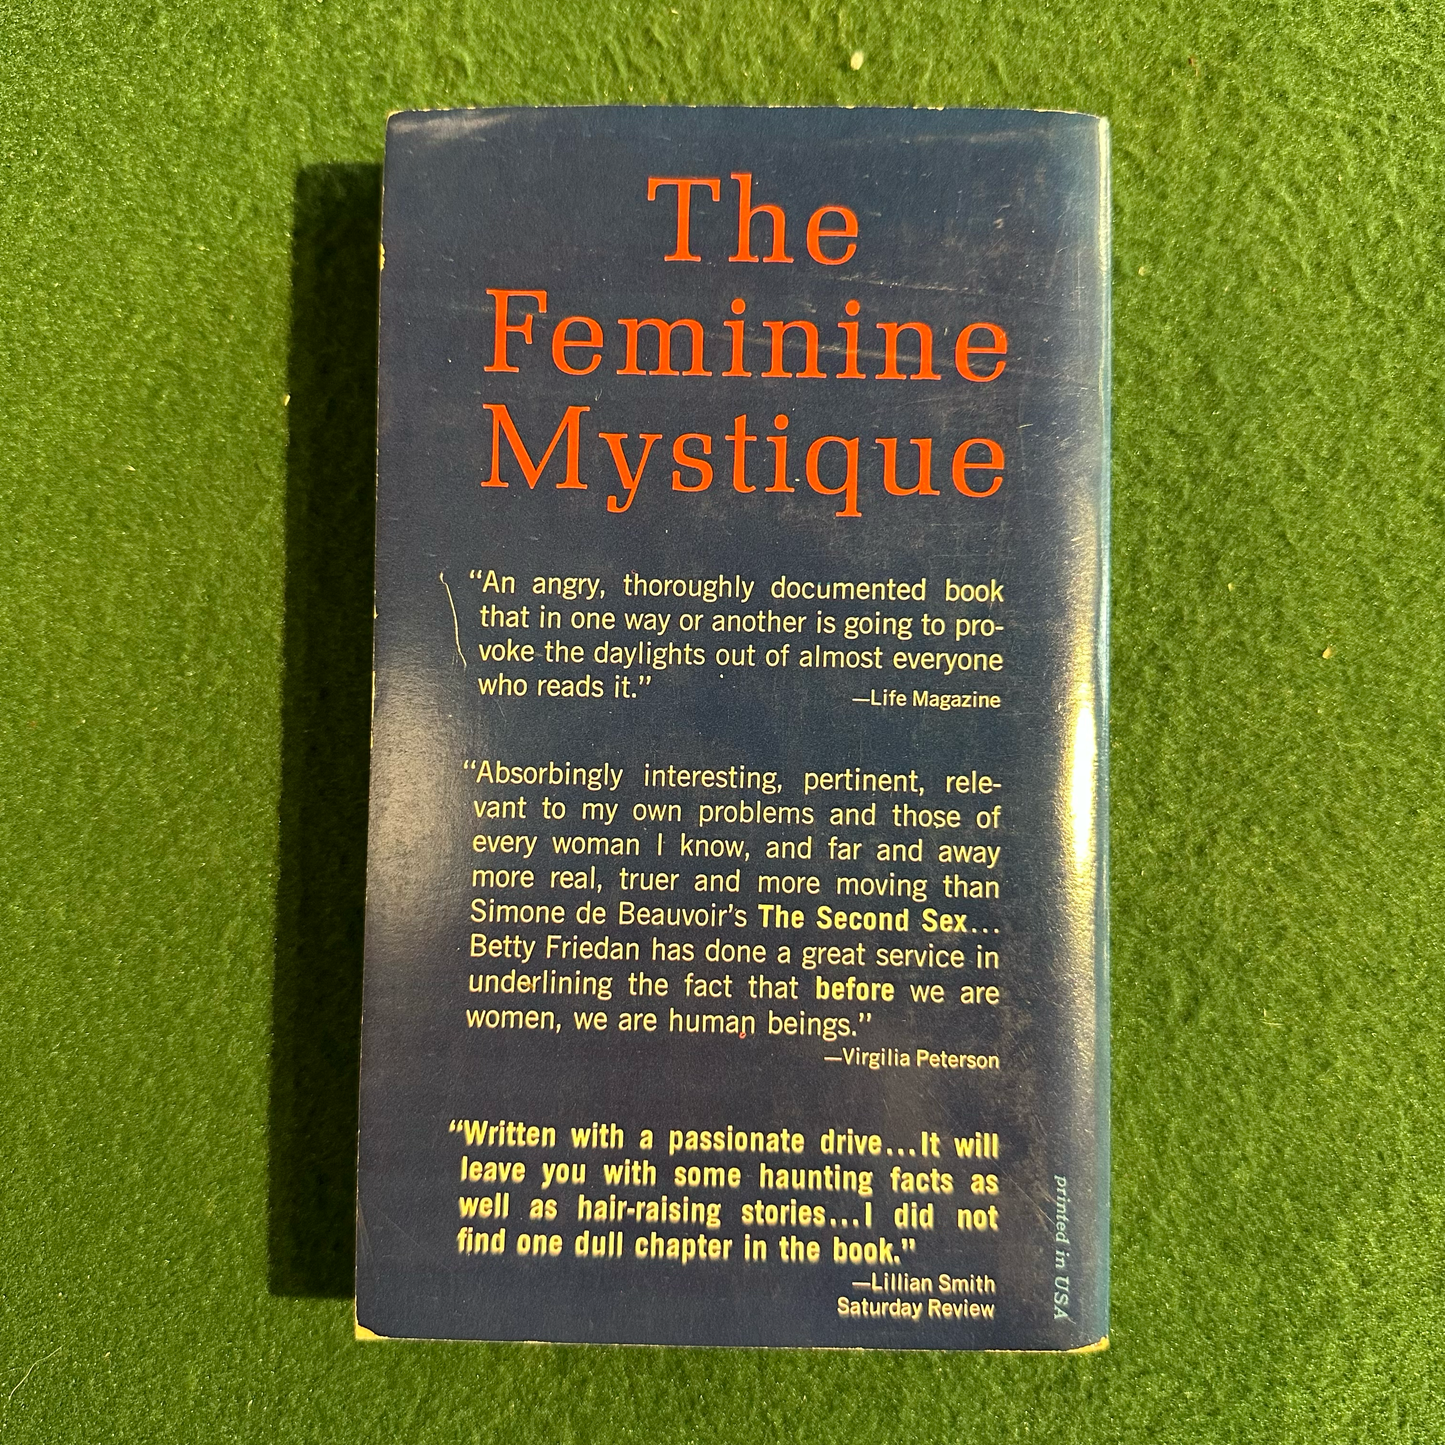 The
Feminine
Mystique
“An angry, thoroughly documented book
that in one way or another is going to pro-
voke the daylights out of almost everyone
who reads it.”
—Life Magazine
“Absorbingly interesting, pertinent, rele-
vant to my own problems and those of
every woman I know, and far and away
more real, truer and more moving than
Simone de Beauvoir’s The Second Sex...
Betty Friedan has done a great service in
underlining the fact that before we are
women, we are human beings.”
—Virgilia Peterson
“Written with a passionate drive...It will
leave you with some haunting facts as
well as hair-raising stories...I did not
find one dull chapter in the book.”
—Lillian Smith
Saturday Review
printed in USA